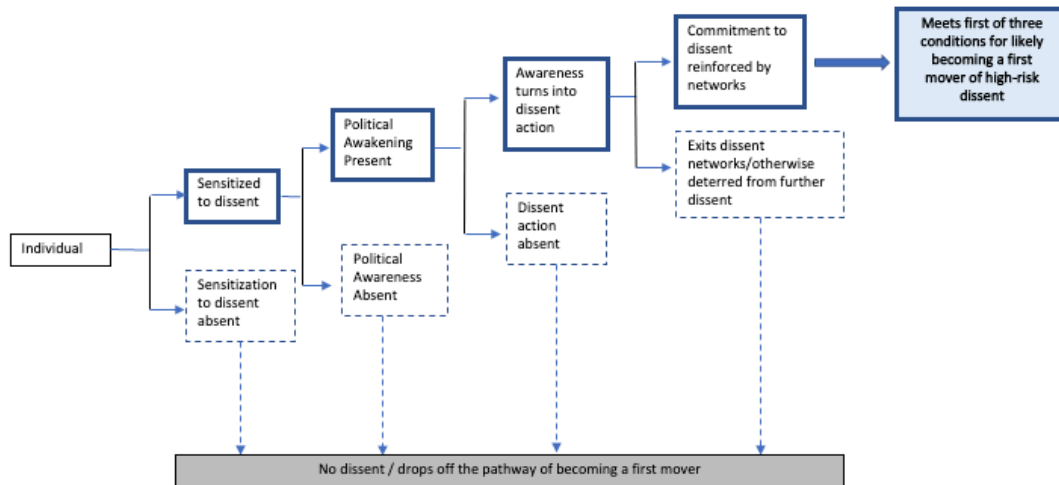 Meets first of three
conditions for likely
becoming a first
mover of high-risk
dissent
Commitment to
dissent
reinforced by
networks
Awareness
turns into
dissent
action
Political
Awakening
Present
Exits dissent
networks/otherwise
deterred from further
dissent
Sensitized
to dissent
Dissent
action
absent
Individual
Political
Awareness
Absent
Sensitization
to dissent
absent
No dissent / drops off the pathway of becoming a first mover